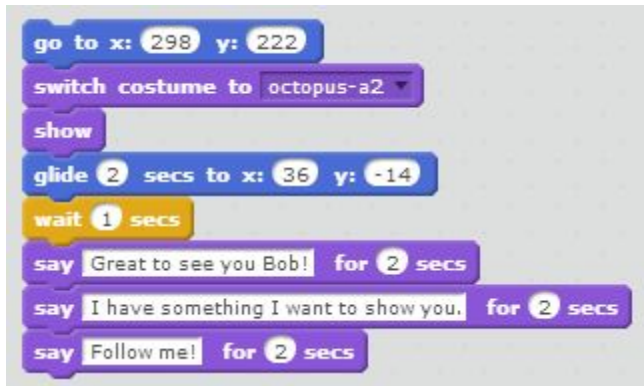 go to x: 298 y: 222
switch costume to octopus-a2
show
glide 2 secs to x: 36 y: -14
wait 1 secs
say Great to see you Bob! for 2 secs
say I have something I want to show you. for 2 secs
say Follow me! for 2 secs